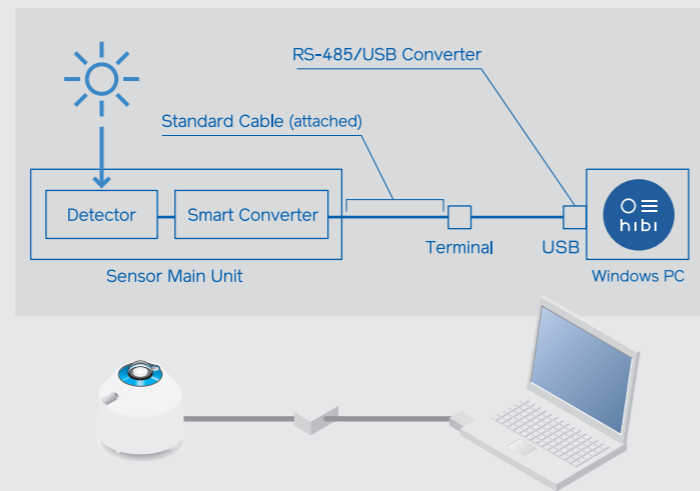 RS-485/USB Converter
Standard Cable (attached)
Detector
Smart Converter
hibi
Terminal
USB
Sensor Main Unit
Windows PC